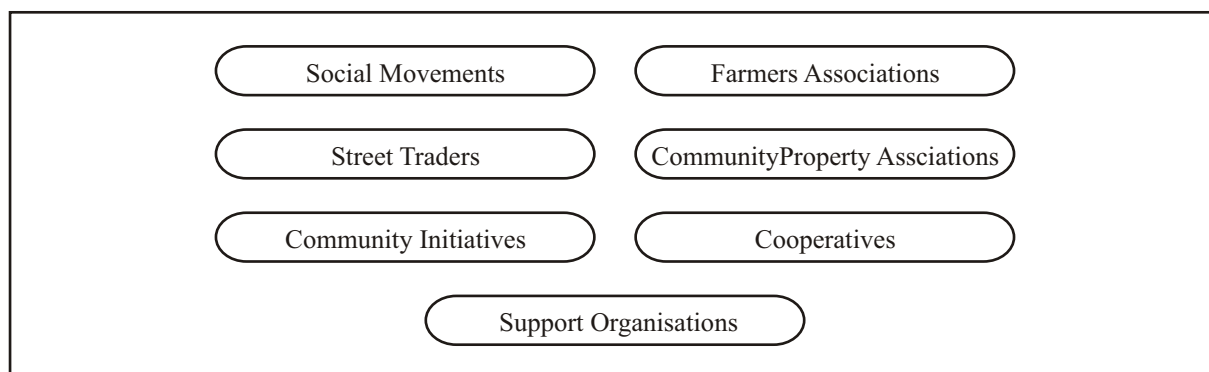 Social Movements
Farmers Associations
Street Traders
CommunityProperty Assciations
Community Initiatives
Cooperatives
Support Organisations